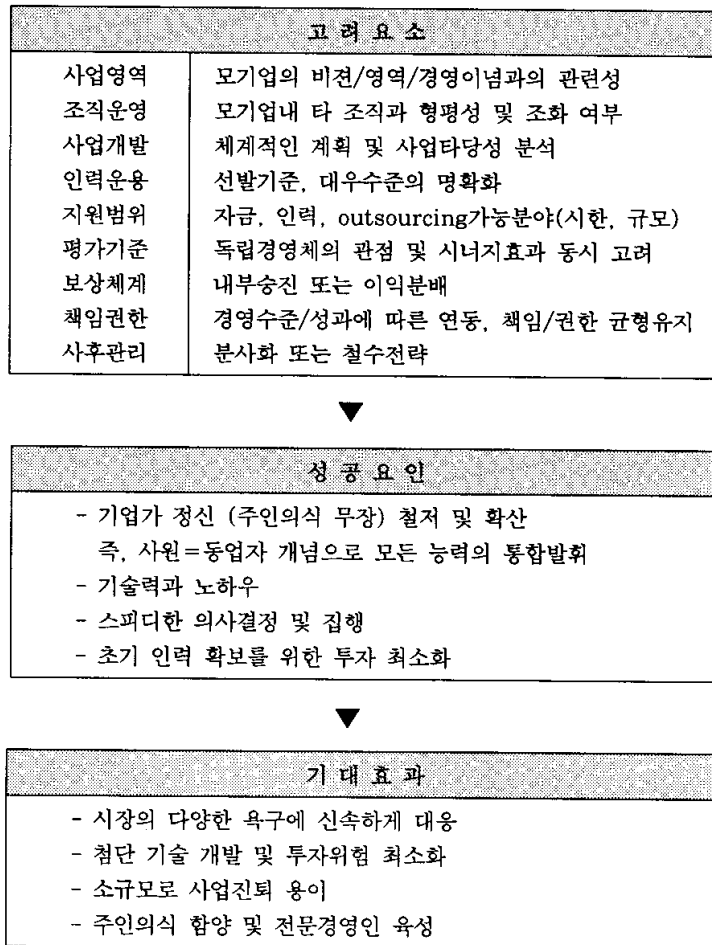 고려요소
사업영역 모기업의 비젼/영역/경영이념과의 관련성
조직운영 모기업내 타 조직과 형평성 및 조화 여부
사업개발 체계적인 계획 및 사업타당성 분석
인력운용 선발기준, 대우수준의 명확화
지원범위 자금, 인력, outsourcing가능분야(시한, 규모)
평가기준 독립경영체의 관점 및 시너지효과 동시 고려
보상체계 내부승진 또는 이익분배
책임권한 경영수준/성과에 따른 연동, 책임/권한 균형유지
사후관리 분사화 또는 철수전략
▼
성공요인
- 기업가 정신 (주인의식 무장) 철저 및 확산
즉, 사원=동업자 개념으로 모든 능력의 통합발휘
- 기술력과 노하우
- 스피디한 의사결정 및 집행
- 초기 인력 확보를 위한 투자 최소화
▼
기대효과
- 시장의 다양한 욕구에 신속하게 대응
- 첨단 기술 개발 및 투자위험 최소화
- 소규모로 사업진퇴 용이
- 주인의식 함양 및 전문경영인 육성